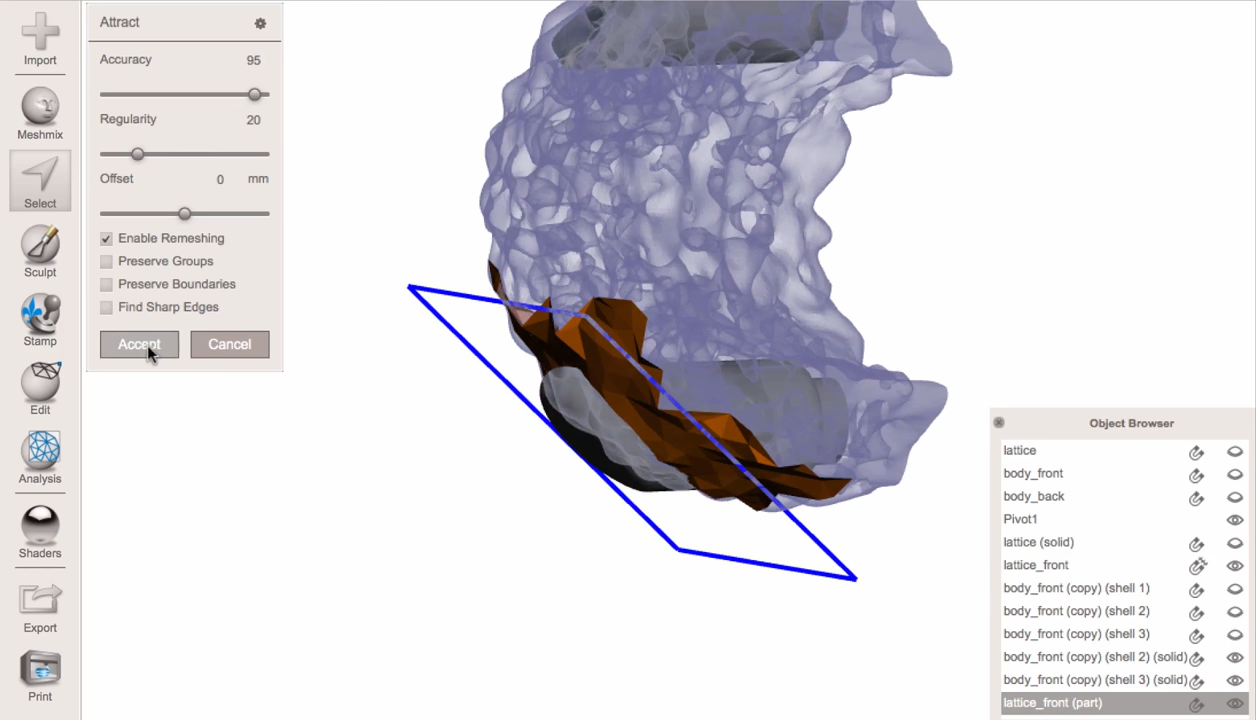 Import
Meshmix
Select
Sculpt
Stamp
Edit
Analysis
Shaders
Export
Print
Attract
Accuracy 95
Regularity 20
Offset 0 mm
Enable Remeshing
Preserve Groups
Preserve Boundaries
Find Sharp Edges
Accept Cancel
Object Browser
lattice
body_front
body_back
Pivot1
lattice (solid)
lattice_front
body_front (copy) (shell 1)
body_front (copy) (shell 2)
body_front (copy) (shell 3)
body_front (copy) (shell 2) (solid)
body_front (copy) (shell 3) (solid)
lattice_front (part)